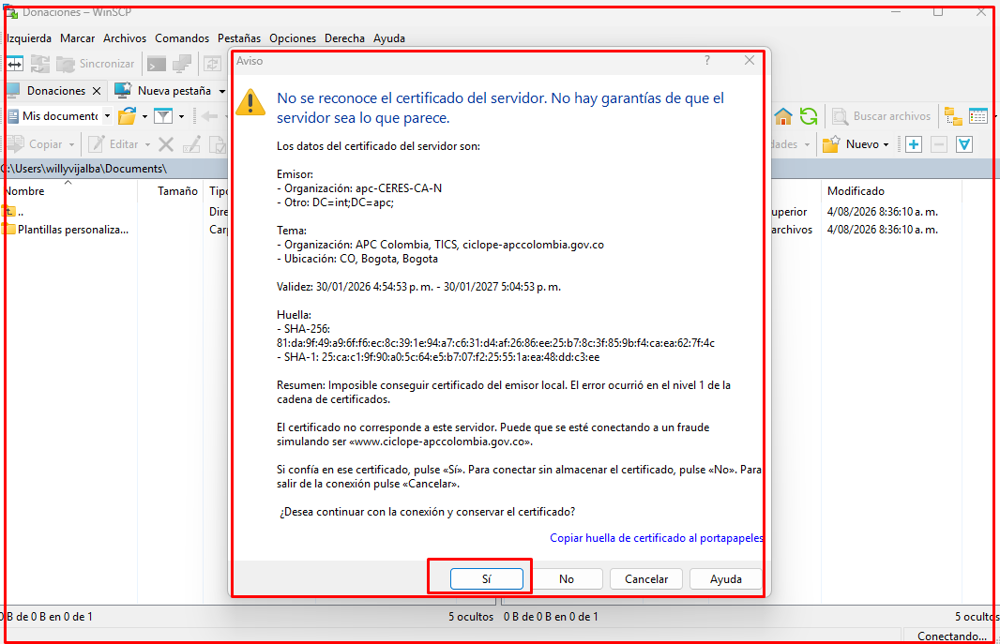 Donaciones – WinSCP
Izquierda Marcar Archivos Comandos Pestañas Opciones Derecha Ayuda
Sincronizar
Donaciones Nueva pestaña
Mis document Buscar archivos
Copiar Editar Nuevo
C:\Users\willyvijalba\Documents\
Nombre Tamaño Modificado
.. 4/08/2026 8:36:10 a. m.
Plantillas personaliza... archivos 4/08/2026 8:36:10 a. m.
Aviso ?
No se reconoce el certificado del servidor. No hay garantías de que el
servidor sea lo que parece.
Los datos del certificado del servidor son:
Emisor:
- Organización: apc-CERES-CA-N
- Otro: DC=int;DC=apc;
Tema:
- Organización: APC Colombia, TICS, ciclope-apccolombia.gov.co
- Ubicación: CO, Bogota, Bogota
Validez: 30/01/2026 4:54:53 p. m. - 30/01/2027 5:04:53 p. m.
Huella:
- SHA-256:
81:da:9f:49:a9:6f:f6:ec:8c:39:1e:94:a7:c6:31:d4:af:26:86:ee:25:b7:8c:3f:85:9b:f4:ca:ea:62:7f:4c
- SHA-1: 25:ca:c1:9f:90:a0:5c:64:e5:b7:07:f2:25:55:1a:ea:48:dd:c3:ee
Resumen: Imposible conseguir certificado del emisor local. El error ocurrió en el nivel 1 de la
cadena de certificados.
El certificado no corresponde a este servidor. Puede que se esté conectando a un fraude
simulando ser «www.ciclope-apccolombia.gov.co».
Si confía en ese certificado, pulse «Sí». Para conectar sin almacenar el certificado, pulse «No». Para
salir de la conexión pulse «Cancelar».
¿Desea continuar con la conexión y conservar el certificado?
Copiar huella de certificado al portapapeles
Sí No Cancelar Ayuda
0 B de 0 B en 0 de 1 5 ocultos 0 B de 0 B en 0 de 1 5 ocultos
Conectando...